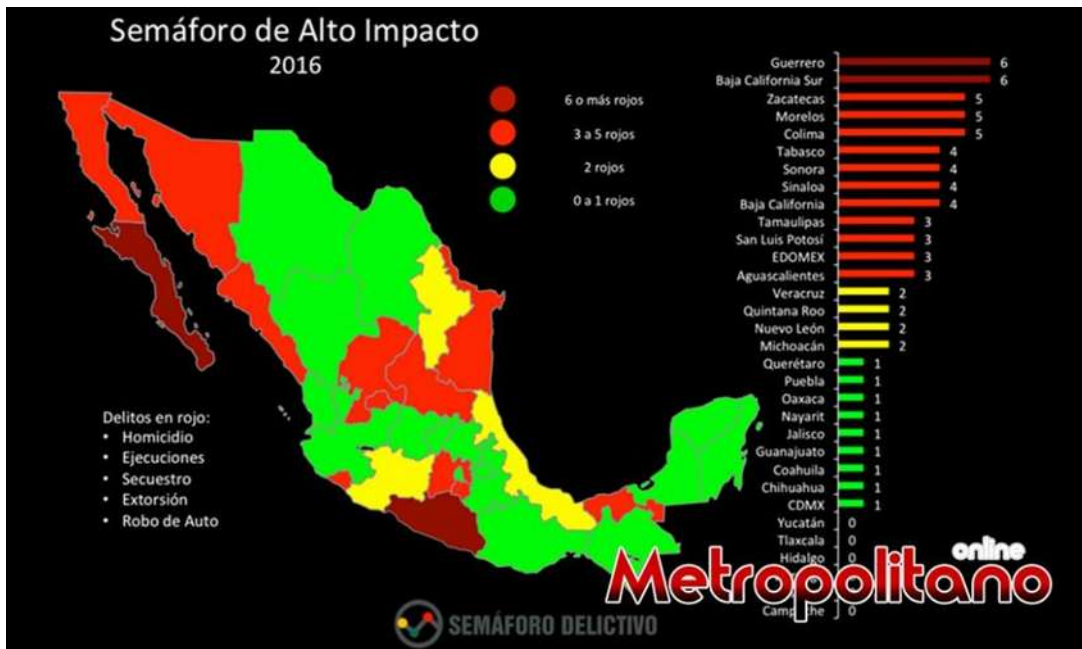 Semáforo de Alto Impacto
2016
6 o más rojos
3 a 5 rojos
2 rojos
0 a 1 rojos
Delitos en rojo:
• Homicidio
• Ejecuciones
• Secuestro
• Extorsión
• Robo de Auto
Guerrero 6
Baja California Sur 6
Zacatecas 5
Morelos 5
Colima 5
Tabasco 4
Sonora 4
Sinaloa 4
Baja California 4
Tamaulipas 3
San Luis Potosí 3
EDOMEX 3
Aguascalientes 3
Veracruz 2
Quintana Roo 2
Nuevo León 2
Michoacán 2
Querétaro 1
Puebla 1
Oaxaca 1
Nayarit 1
Jalisco 1
Guanajuato 1
Coahuila 1
Chihuahua 1
CDMX 1
Yucatán 0
Tlaxcala 0
Hidalgo 0
0
Metropolitano online
SEMÁFORO DELICTIVO